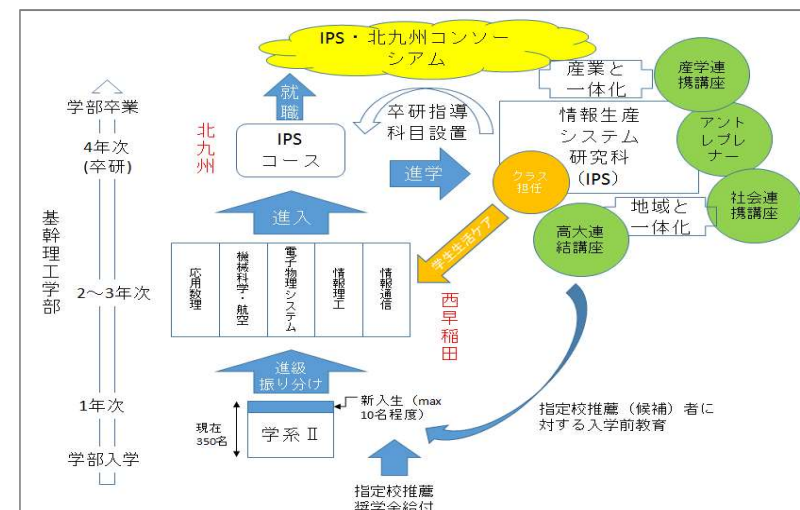 IPS・北九州コンソー
シアム
学部卒業
4年次
(卒研)
基幹理工学部
2～3年次
1年次
学部入学
北九州
就職
IPS
コース
卒研指導
科目設置
進学
産業と
一体化
産学連
携講座
情報生産
システム
研究科
（IPS）
アント
レプレ
ナー
クラス
担任
社会連
携講座
地域と
一体化
高大連
結講座
進入
学生生活ケア
応用数理
機械科学・航空
電子物理システム
情報理工
情報通信
西早稲田
進級
振り分け
新入生（max
10名程度）
現在
350名
学系Ⅱ
指定校推薦（候補）者に
対する入学前教育
指定校推薦
奨学金給付